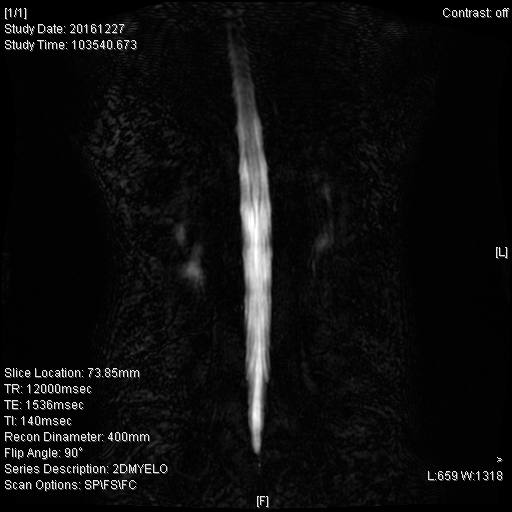 [1/1]
Study Date: 20161227
Study Time: 103540.673
Contrast: off
[L]
Slice Location: 73.85mm
TR: 12000msec
TE: 1536msec
TI: 140msec
Recon Dinameter: 400mm
Flip Angle: 90°
Series Description: 2DMYELO
Scan Options: SP\FS\FC
>
L:659 W:1318
[F]